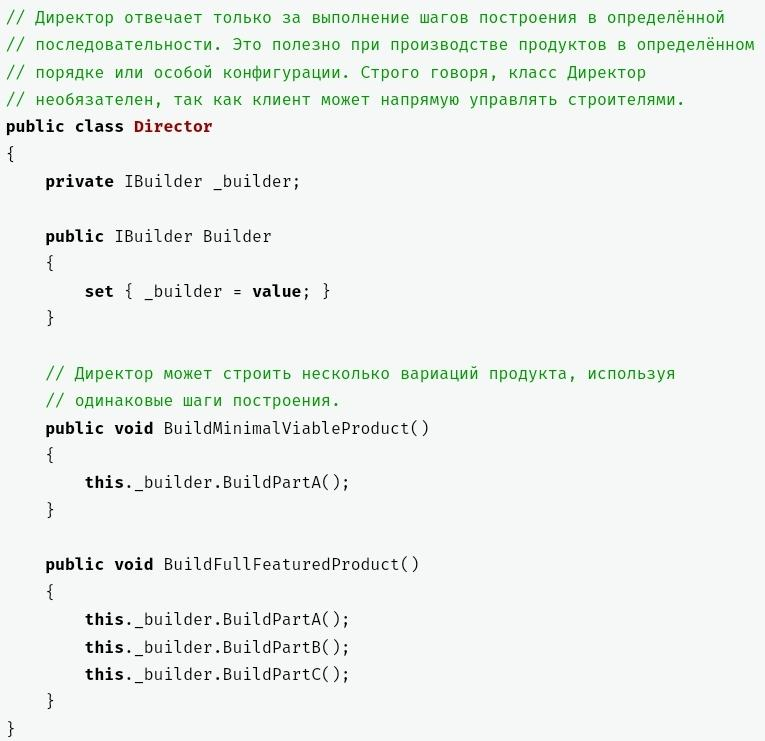 // Директор отвечает только за выполнение шагов построения в определённой
// последовательности. Это полезно при производстве продуктов в определённом
// порядке или особой конфигурации. Строго говоря, класс Директор
// необязателен, так как клиент может напрямую управлять строителями.
public class Director
{
    private IBuilder _builder;

    public IBuilder Builder
    {
        set { _builder = value; }
    }

    // Директор может строить несколько вариаций продукта, используя
    // одинаковые шаги построения.
    public void BuildMinimalViableProduct()
    {
        this._builder.BuildPartA();
    }

    public void BuildFullFeaturedProduct()
    {
        this._builder.BuildPartA();
        this._builder.BuildPartB();
        this._builder.BuildPartC();
    }
}